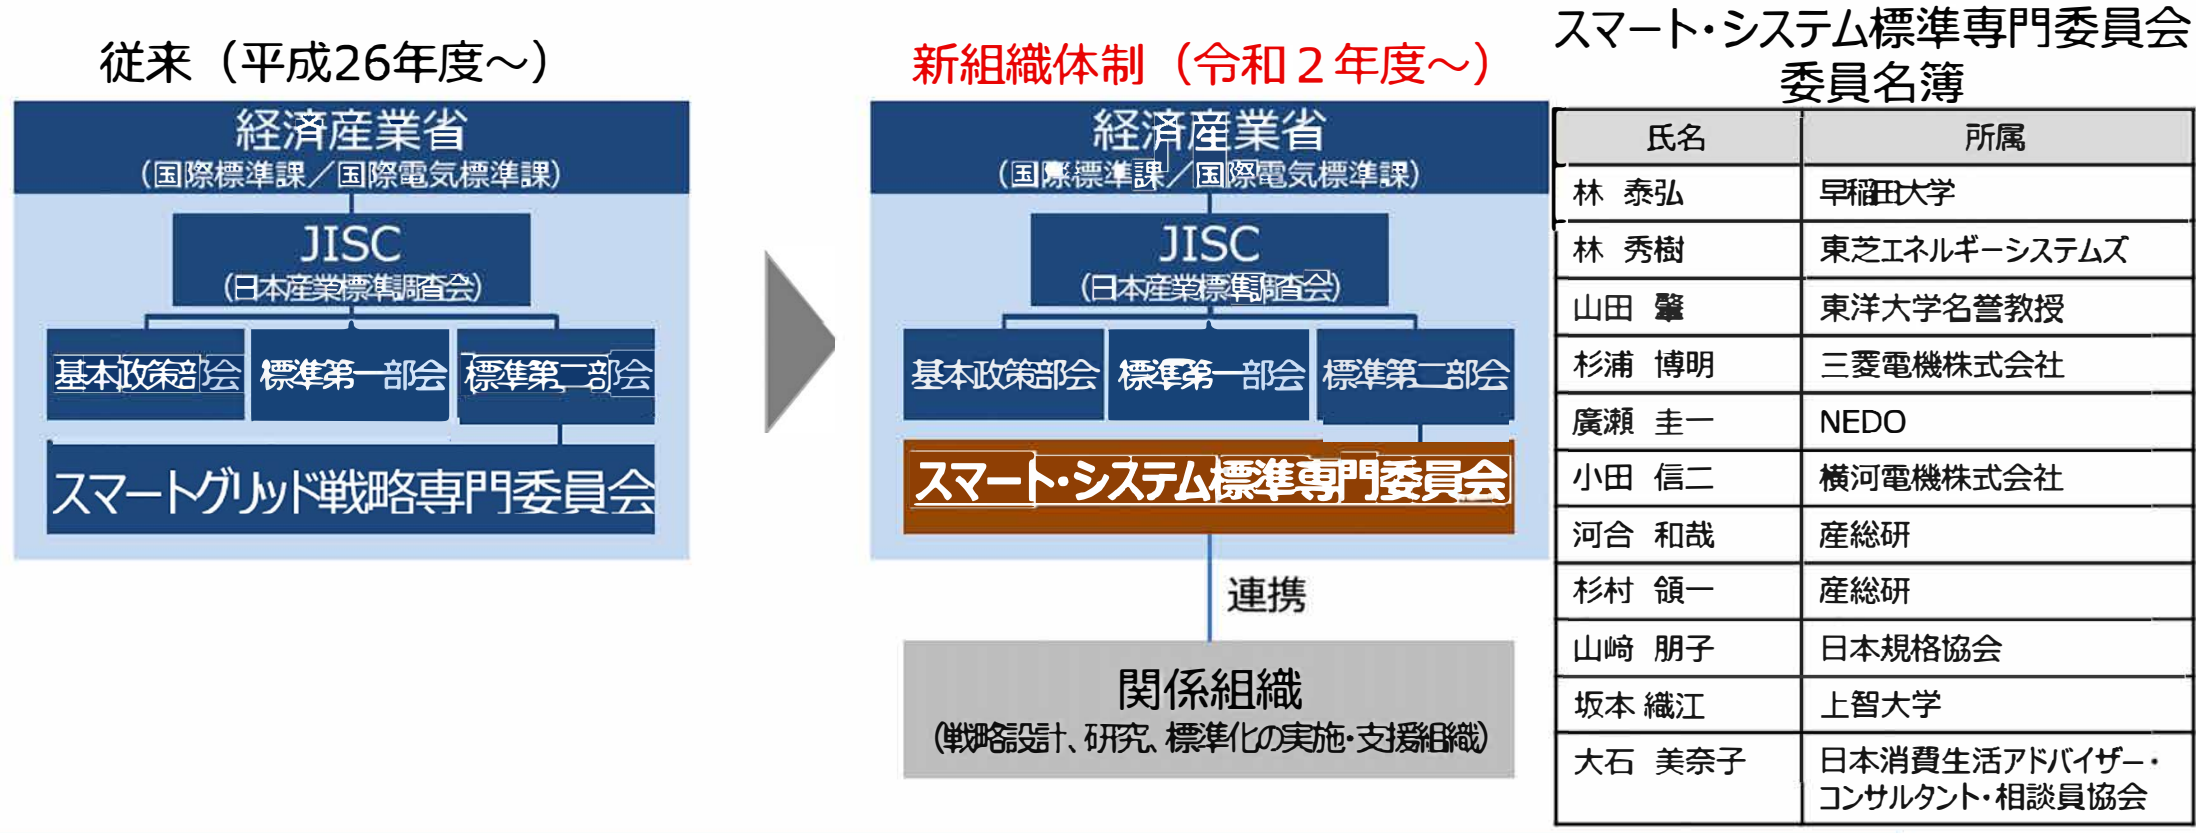 従来（平成26年度～）
経済産業省
（国際標準課／国際電気標準課）
JISC
（日本産業標準調査会）
基本政策部会 標準第一部会 標準第二部会
スマートグリッド戦略専門委員会
新組織体制（令和２年度～）
経済産業省
（国際標準課／国際電気標準課）
JISC
（日本産業標準調査会）
基本政策部会 標準第一部会 標準第二部会
スマート・システム標準専門委員会
連携
関係組織
（戦略設計、研究、標準化の実施・支援組織）
スマート・システム標準専門委員会
委員名簿
氏名 所属
林 泰弘 早稲田大学
林 秀樹 東芝エネルギーシステムズ
山田 肇 東洋大学名誉教授
杉浦 博明 三菱電機株式会社
廣瀬 圭一 NEDO
小田 信二 横河電機株式会社
河合 和哉 産総研
杉村 領一 産総研
山﨑 朋子 日本規格協会
坂本 織江 上智大学
大石 美奈子 日本消費生活アドバイザー・
コンサルタント・相談員協会